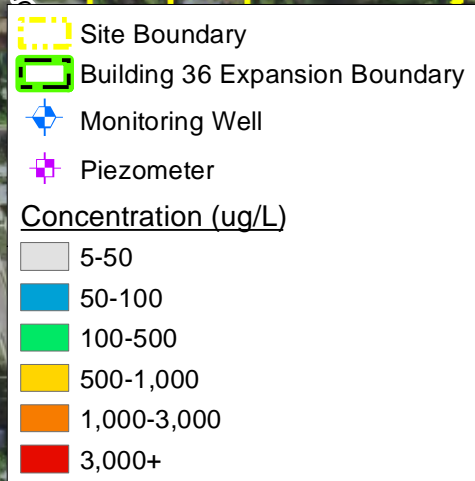 Site Boundary
Building 36 Expansion Boundary
Monitoring Well
Piezometer
Concentration (ug/L)
5-50
50-100
100-500
500-1,000
1,000-3,000
3,000+